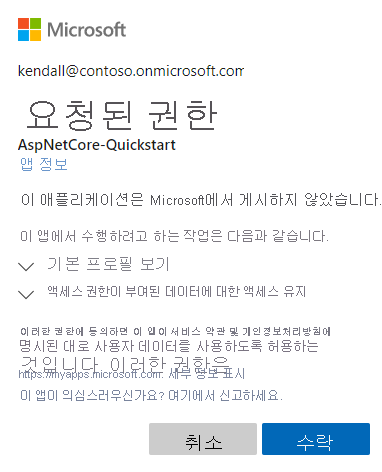 Microsoft
kendall@contoso.onmicrosoft.com
요청된 권한
AspNetCore-Quickstart
앱 정보
이 애플리케이션은 Microsoft에서 게시하지 않았습니다.
이 앱에서 수행하려고 하는 작업은 다음과 같습니다.
기본 프로필 보기
액세스 권한이 부여된 데이터에 대한 액세스 유지
이러한 권한에 동의하면 이 앱이 서비스 약관 및 개인정보처리방침에
명시된 대로 사용자 데이터를 사용하도록 허용하는
것입니다. 이러한 권한을
https://myapps.microsoft.com. 세부 정보 표시
이 앱이 의심스러우신가요? 여기에서 신고하세요.
취소
수락